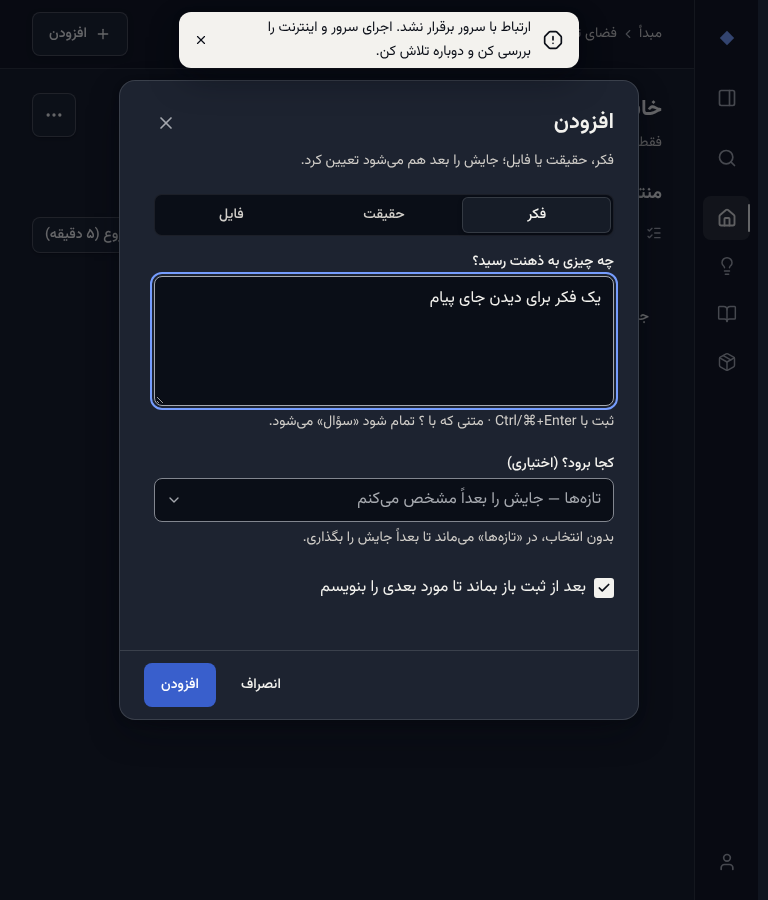 ارتباط با سرور برقرار نشد. اجرای سرور و اینترنت را
بررسی کن و دوباره تلاش کن.
مبدأ
فضای
افزودن
افزودن
فکر، حقیقت یا فایل؛ جایش را بعد هم می‌شود تعیین کرد.
فکر
حقیقت
فایل
چه چیزی به ذهنت رسید؟
یک فکر برای دیدن جای پیام
ثبت با Ctrl/⌘+Enter · متنی که با ؟ تمام شود «سؤال» می‌شود.
کجا برود؟ (اختیاری)
تازه‌ها — جایش را بعداً مشخص می‌کنم
بدون انتخاب، در «تازه‌ها» می‌ماند تا بعداً جایش را بگذاری.
بعد از ثبت باز بماند تا مورد بعدی را بنویسم
انصراف
افزودن
فقط
(۵ دقیقه)